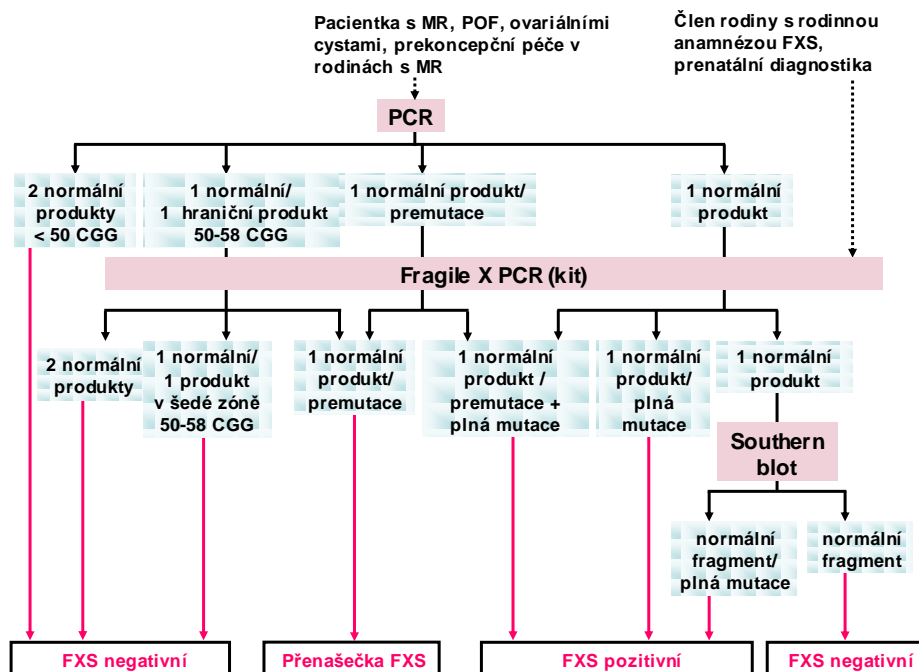 Pacientka s MR, POF, ovariálními
cystami, prekoncepční péče v
rodinách s MR
Člen rodiny s rodinnou
anamnézou FXS,
prenatální diagnostika
PCR
2 normální
produkty
< 50 CGG
1 normální/
1 hraniční produkt
50-58 CGG
1 normální produkt/
premutace
1 normální
produkt
Fragile X PCR (kit)
2 normální
produkty
1 normální/
1 produkt
v šedé zóně
50-58 CGG
1 normální
produkt/
premutace
1 normální
produkt /
premutace +
plná mutace
1 normální
produkt/
plná
mutace
1 normální
produkt
Southern
blot
normální
fragment/
plná mutace
normální
fragment
FXS negativní
Přenašečka FXS
FXS pozitivní
FXS negativní